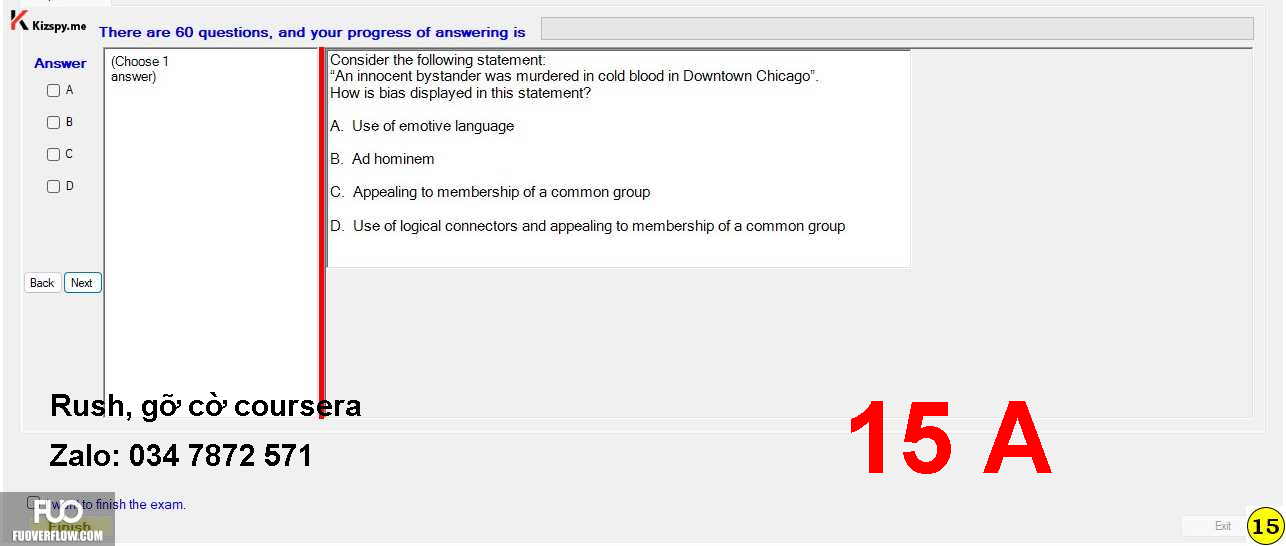 Kizspy.me
There are 60 questions, and your progress of answering is
Answer
(Choose 1
answer)
A
B
C
D
Back
Next
Consider the following statement:
“An innocent bystander was murdered in cold blood in Downtown Chicago”.
How is bias displayed in this statement?
A. Use of emotive language
B. Ad hominem
C. Appealing to membership of a common group
D. Use of logical connectors and appealing to membership of a common group
Rush, gỡ cờ coursera
Zalo: 034 7872 571
15 A
I want to finish the exam.
Finish
FUO
FUOVERFLOW.COM
Exit
15